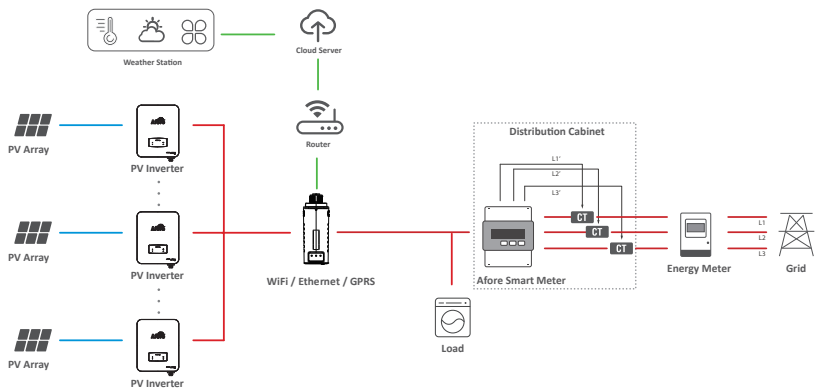 Weather Station
Cloud Server
Router
Distribution Cabinet
PV Array
PV Inverter
L1'
L2'
L3'
PV Array
PV Inverter
WiFi / Ethernet / GPRS
CT
CT
CT
Afore Smart Meter
Energy Meter
L1
L2
L3
Grid
Load
PV Array
PV Inverter